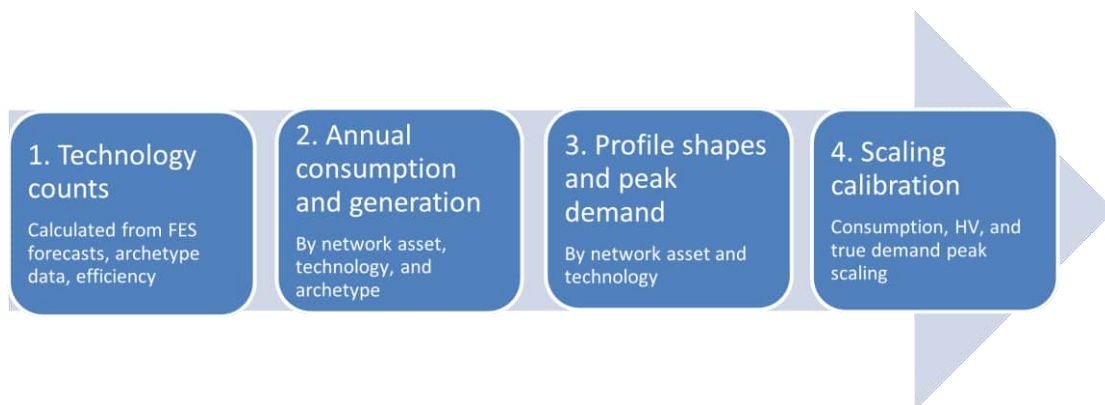 1. Technology
counts
Calculated from FES
forecasts, archetype
data, efficiency
2. Annual
consumption
and generation
By network asset,
technology, and
archetype
3. Profile shapes
and peak
demand
By network asset and
technology
4. Scaling
calibration
Consumption, HV, and
true demand peak
scaling